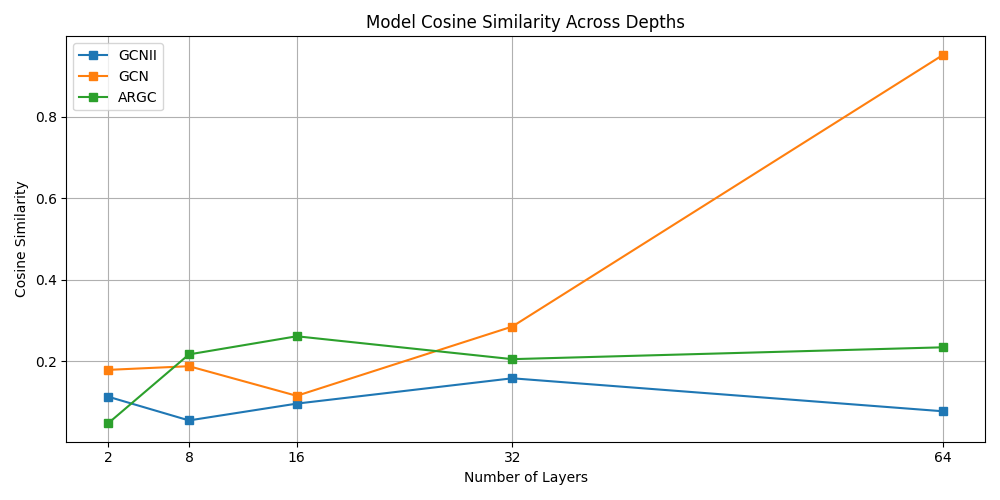 Model Cosine Similarity Across Depths
GCNII
GCN
ARGC
Cosine Similarity
0.8
0.6
0.4
0.2
2 8 16 32 64
Number of Layers